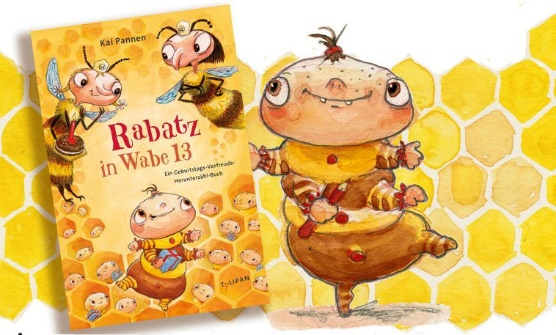 Kai Pannen
Rabatz
in Wabe 13
Ein Geburtstags-Vorfreude-
Herunterzähl-Buch
TULIPAN